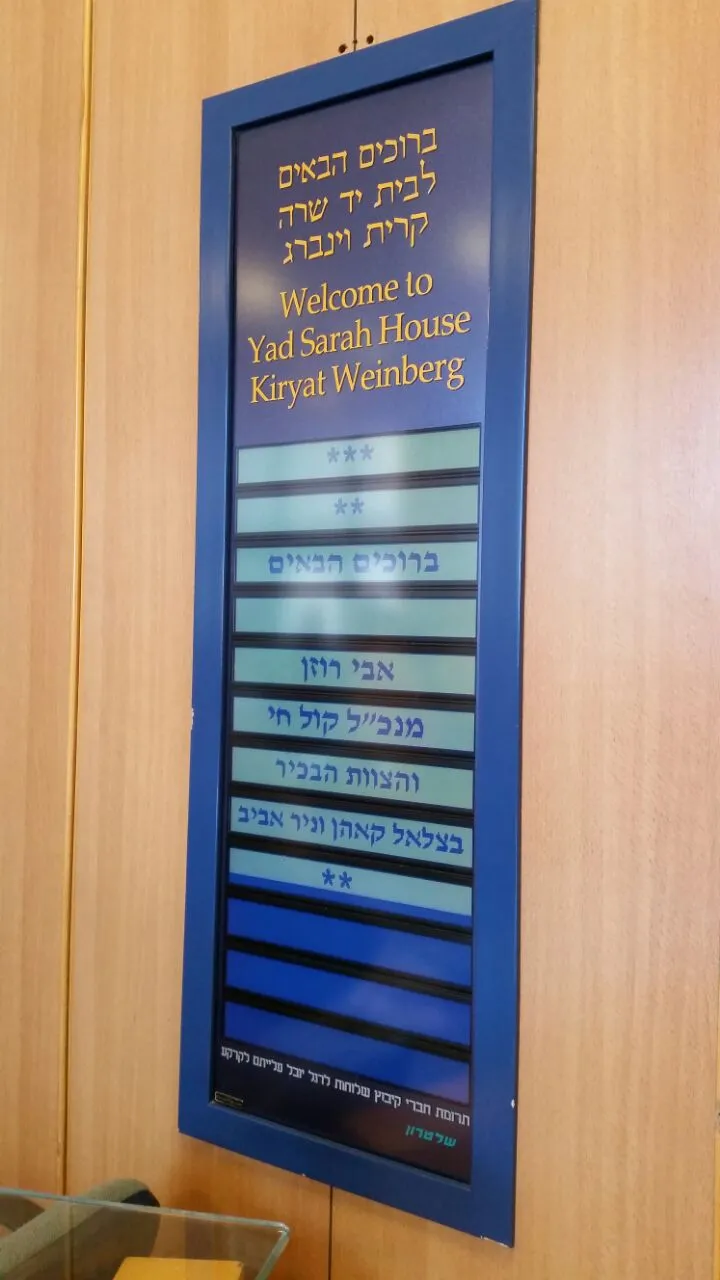 ברוכים הבאים
לבית יד שרה
קרית וינברג
Welcome to
Yad Sarah House
Kiryat Weinberg
***
**
ברוכים הבאים
אבי רוזן
מנכ"ל קול חי
והצוות הבכיר
בצלאל קאהן וניר אביב
**
תרומת חברי קיבוץ שלוחות לרגל יובל עלייתם לקרקע
שלטרון